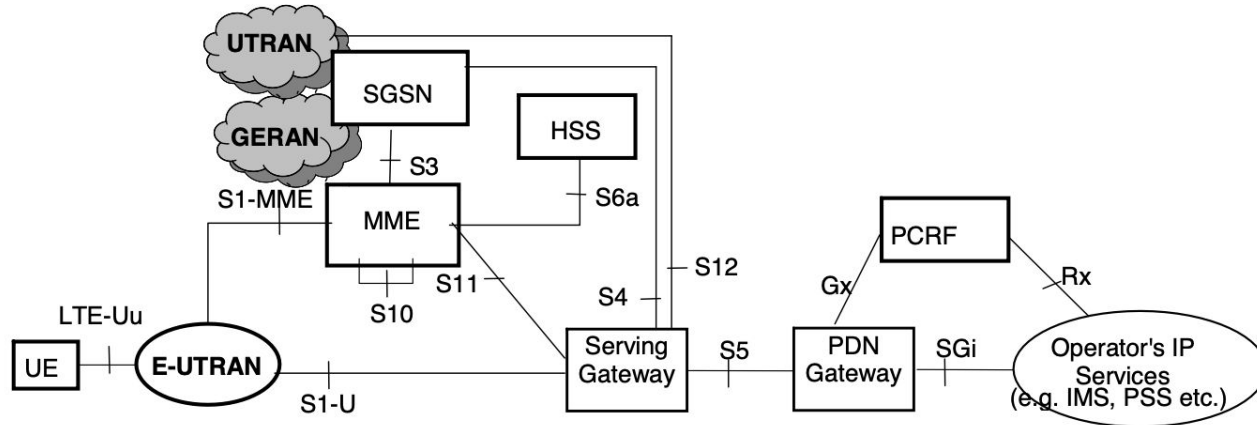 UTRAN
SGSN
GERAN
HSS
S3
S1-MME
S6a
MME
PCRF
S11
S12
S10
S4
Gx
Rx
LTE-Uu
UE
E-UTRAN
S1-U
Serving
Gateway
S5
PDN
Gateway
SGi
Operator's IP
Services
(e.g. IMS, PSS etc.)